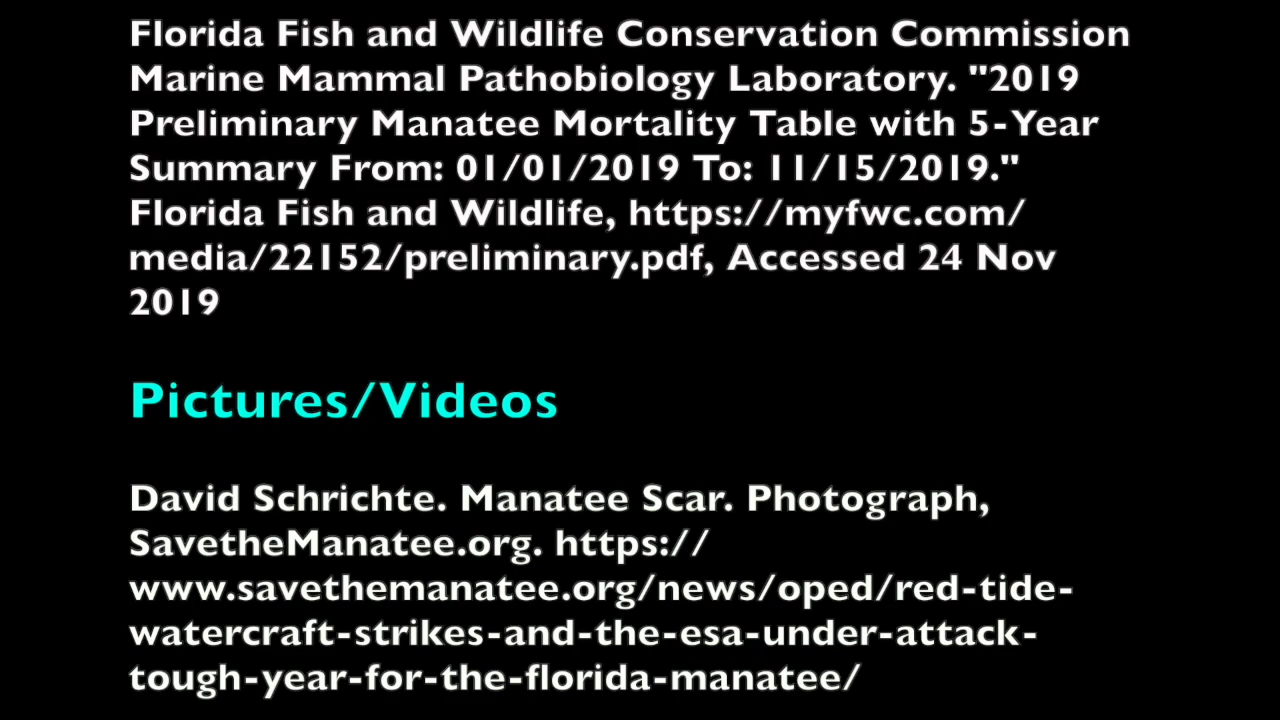 Florida Fish and Wildlife Conservation Commission
Marine Mammal Pathobiology Laboratory. "2019
Preliminary Manatee Mortality Table with 5-Year
Summary From: 01/01/2019 To: 11/15/2019."
Florida Fish and Wildlife, https://myfwc.com/
media/22152/preliminary.pdf, Accessed 24 Nov
2019
Pictures/Videos
David Schrichte. Manatee Scar. Photograph,
SavetheManatee.org. https://
www.savethemanatee.org/news/oped/red-tide-
watercraft-strikes-and-the-esa-under-attack-
tough-year-for-the-florida-manatee/